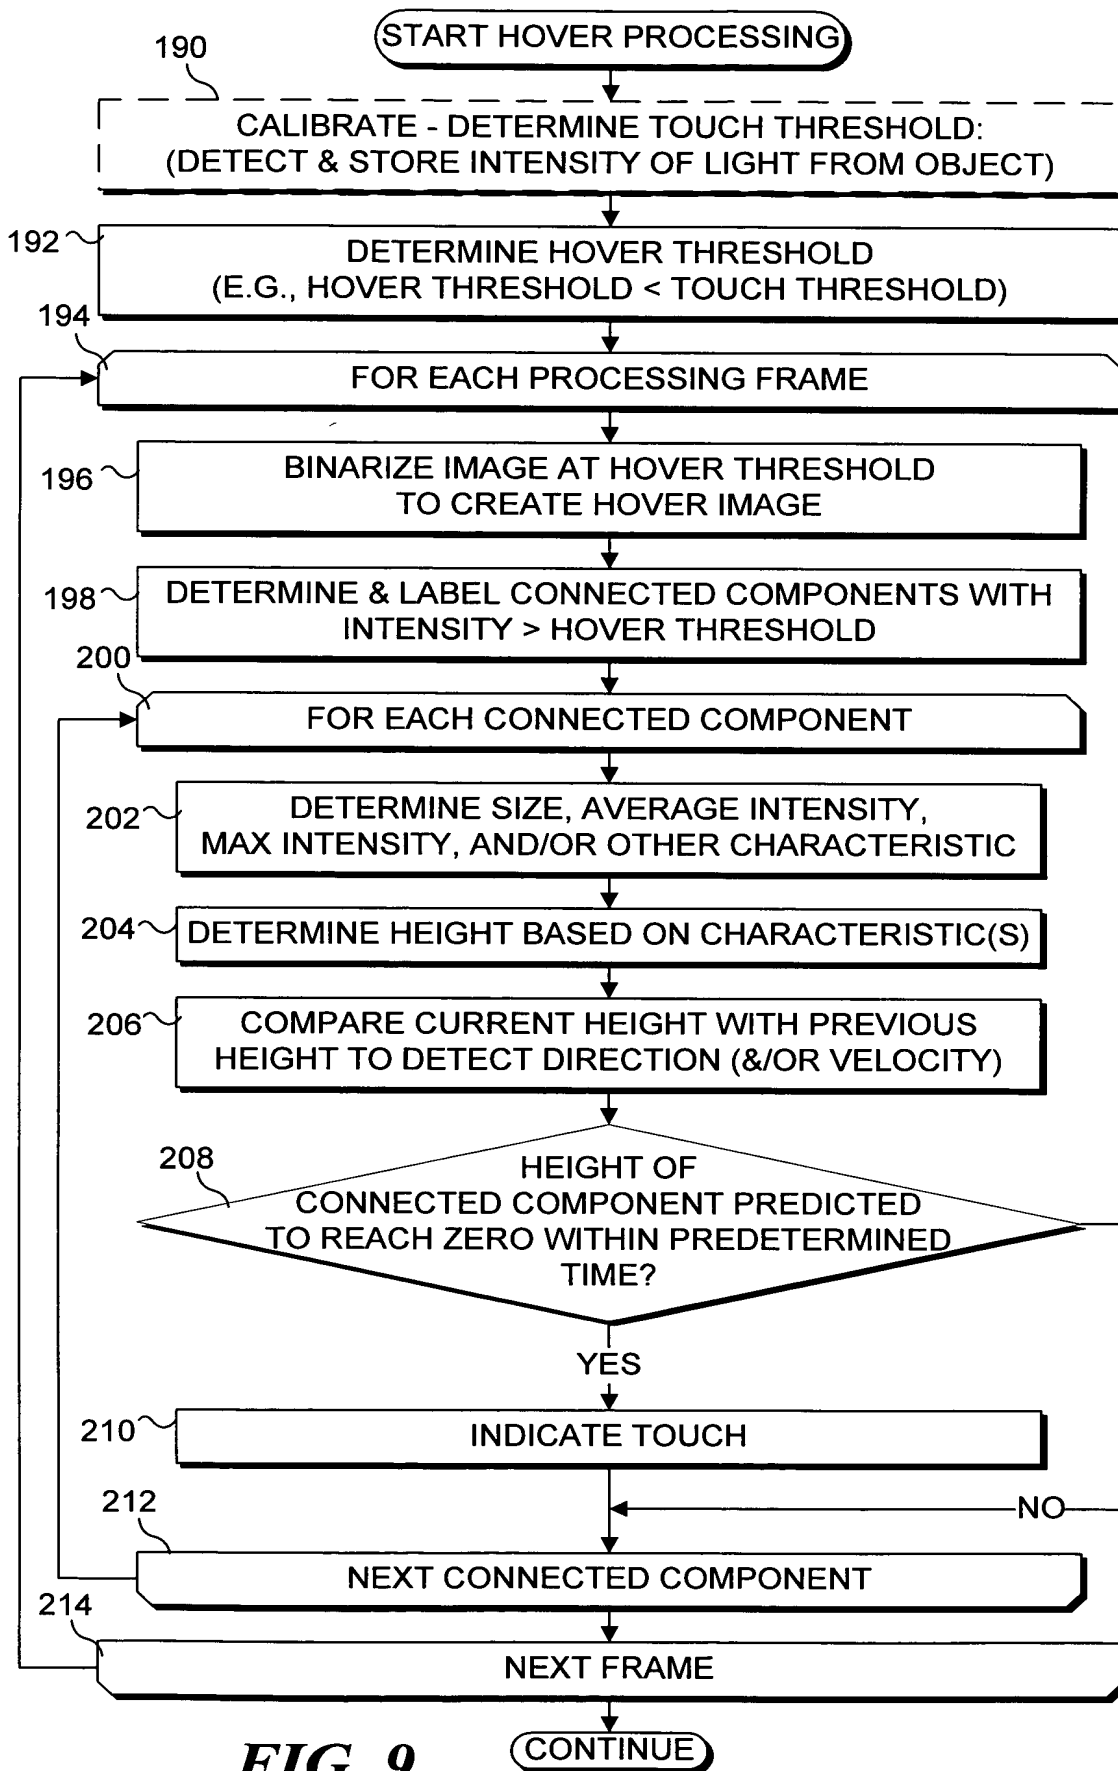 START HOVER PROCESSING
190
CALIBRATE - DETERMINE TOUCH THRESHOLD:
(DETECT & STORE INTENSITY OF LIGHT FROM OBJECT)
192
DETERMINE HOVER THRESHOLD
(E.G., HOVER THRESHOLD < TOUCH THRESHOLD)
194
FOR EACH PROCESSING FRAME
196
BINARIZE IMAGE AT HOVER THRESHOLD
TO CREATE HOVER IMAGE
198
DETERMINE & LABEL CONNECTED COMPONENTS WITH
INTENSITY > HOVER THRESHOLD
200
FOR EACH CONNECTED COMPONENT
202
DETERMINE SIZE, AVERAGE INTENSITY,
MAX INTENSITY, AND/OR OTHER CHARACTERISTIC
204
DETERMINE HEIGHT BASED ON CHARACTERISTIC(S)
206
COMPARE CURRENT HEIGHT WITH PREVIOUS
HEIGHT TO DETECT DIRECTION (&/OR VELOCITY)
208
HEIGHT OF
CONNECTED COMPONENT PREDICTED
TO REACH ZERO WITHIN PREDETERMINED
TIME?
YES
210
INDICATE TOUCH
NO
212
NEXT CONNECTED COMPONENT
214
NEXT FRAME
CONTINUE
FIG. 9